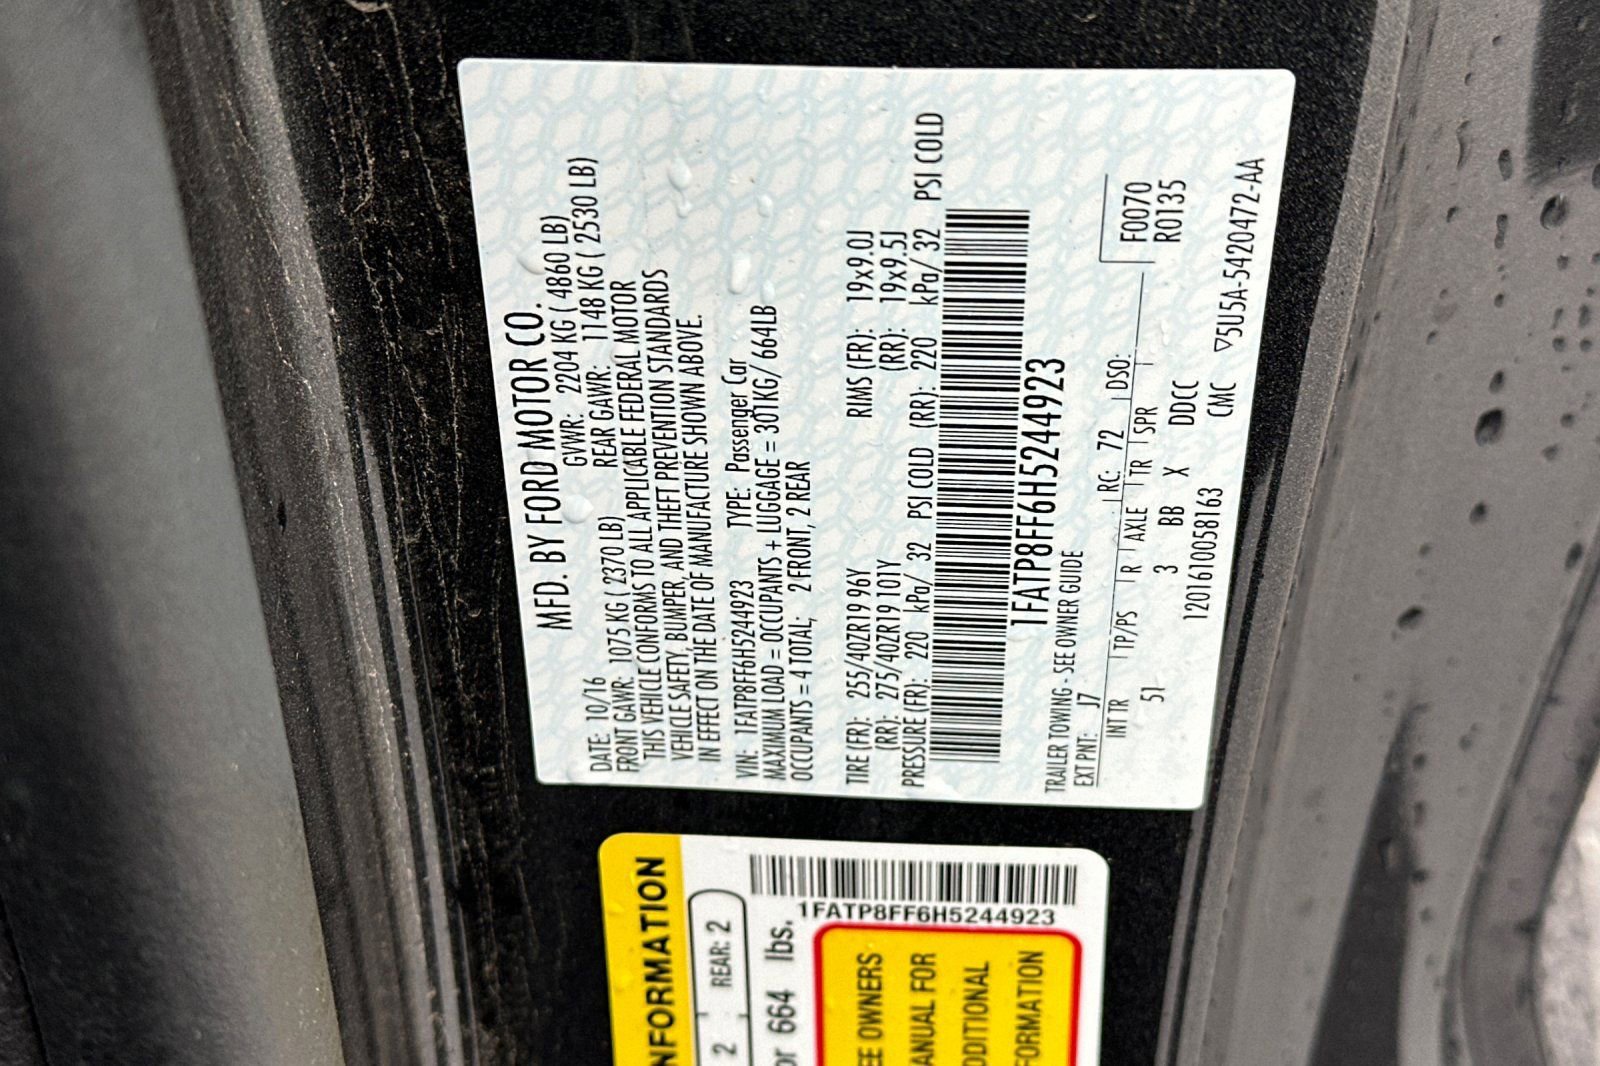 MFD. BY FORD MOTOR CO.
DATE: 10/16 GVWR: 2204 KG ( 4860 LB)
FRONT GAWR: 1075 KG ( 2370 LB) REAR GAWR: 1148 KG ( 2530 LB)
THIS VEHICLE CONFORMS TO ALL APPLICABLE FEDERAL MOTOR
VEHICLE SAFETY, BUMPER, AND THEFT PREVENTION STANDARDS
IN EFFECT ON THE DATE OF MANUFACTURE SHOWN ABOVE.
VIN: 1FATP8FF6H5244923 TYPE: Passenger Car
MAXIMUM LOAD = OCCUPANTS + LUGGAGE = 301KG/ 664LB
OCCUPANTS = 4 TOTAL, 2 FRONT, 2 REAR
TIRE (FR): 255/40ZR19 96Y RIMS (FR): 19x9.0J
(RR): 275/40ZR19 101Y (RR): 19x9.5J
PRESSURE (FR): 220 kPa/ 32 PSI COLD (RR): 220 kPa/ 32 PSI COLD
1FATP8FF6H5244923
TRAILER TOWING - SEE OWNER GUIDE
EXT PNT: J7 RC: 72 DSO:
F0070
R0135
INT TR TP/PS R AXLE TR SPR
51 3 BB X DDCC
1201610058163 CMC ▽5U5A-5420472-AA
NFORMATION
2 REAR: 2
or 664 lbs.
1FATP8FF6H5244923
EE OWNERS
ANUAL FOR
DDITIONAL
FORMATION